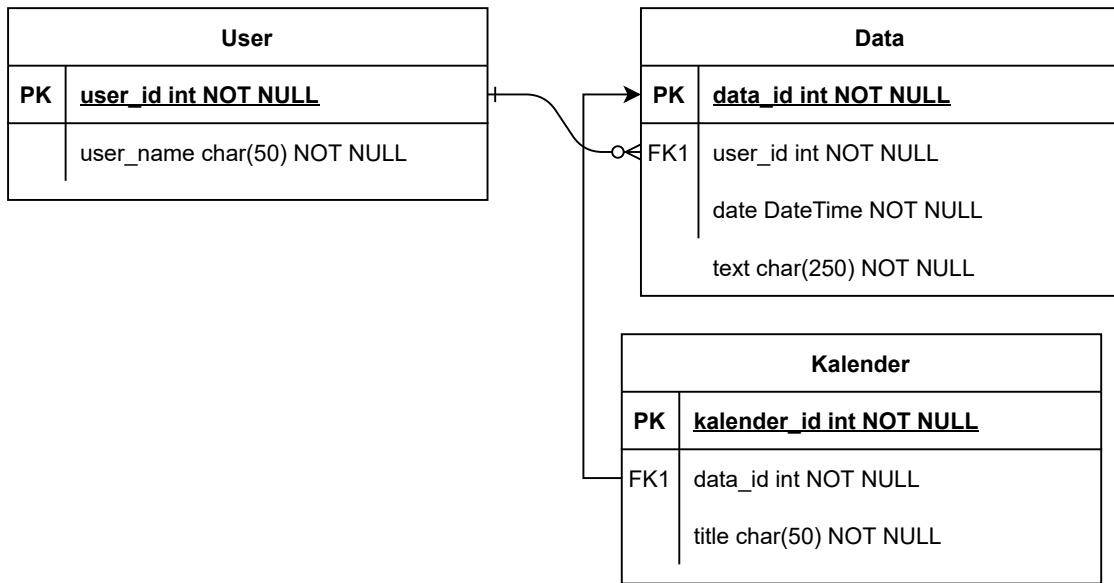 User
PK user_id int NOT NULL
user_name char(50) NOT NULL
Data
PK data_id int NOT NULL
FK1 user_id int NOT NULL
date DateTime NOT NULL
text char(250) NOT NULL
Kalender
PK kalender_id int NOT NULL
FK1 data_id int NOT NULL
title char(50) NOT NULL